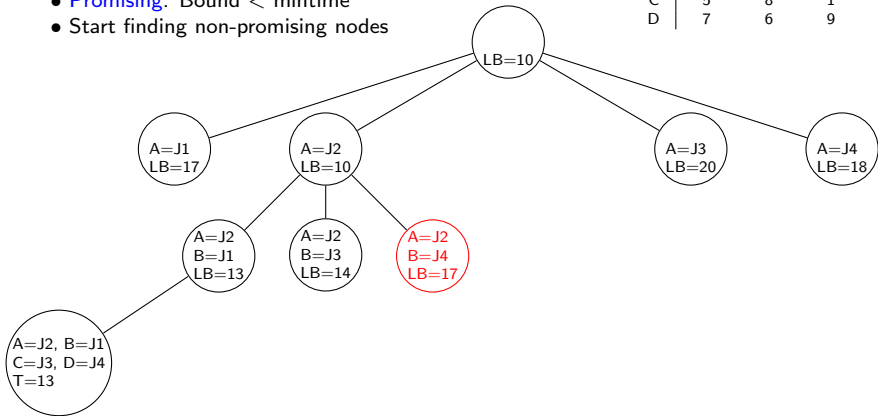 • Promising: Bound < mintime
• Start finding non-promising nodes
C 5 8 1
D 7 6 9
LB=10
A=J1
LB=17
A=J2
LB=10
A=J3
LB=20
A=J4
LB=18
A=J2
B=J1
LB=13
A=J2
B=J3
LB=14
A=J2
B=J4
LB=17
A=J2, B=J1
C=J3, D=J4
T=13